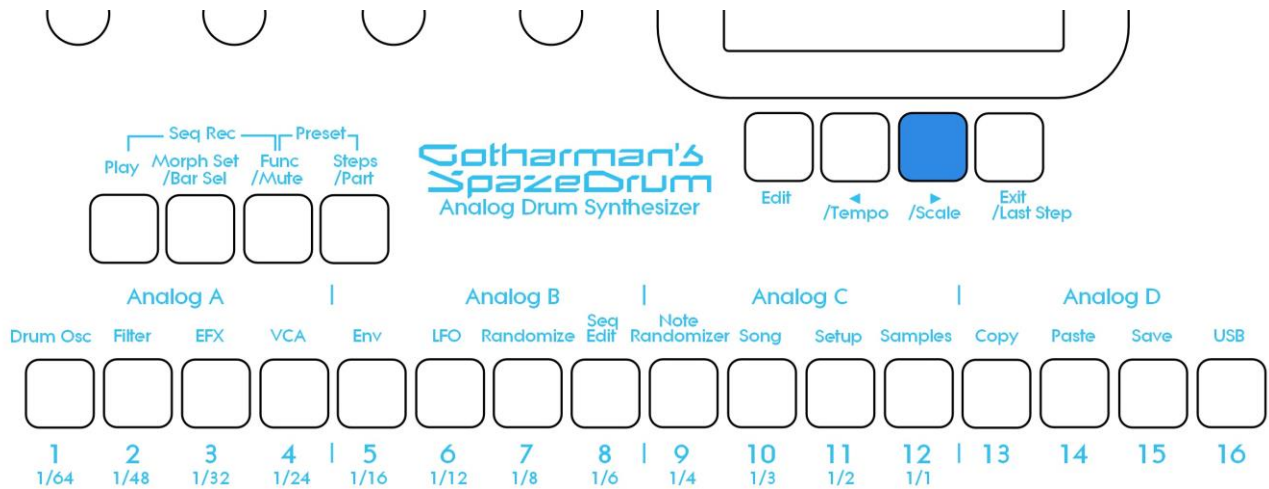 Seq Rec Preset
Play Morph Set /Bar Sel Func /Mute Steps /Part
Gotharman's
SpazeDrum
Analog Drum Synthesizer
Edit ◄ /Tempo ► /Scale Exit /Last Step
Analog A | Analog B | Analog C | Analog D
Drum Osc Filter EFX VCA Env LFO Randomize Seq Edit Note Randomizer Song Setup Samples Copy Paste Save USB
1 2 3 4 | 5 6 7 8 | 9 10 11 12 | 13 14 15 16
1/64 1/48 1/32 1/24 1/16 1/12 1/8 1/6 1/4 1/3 1/2 1/1